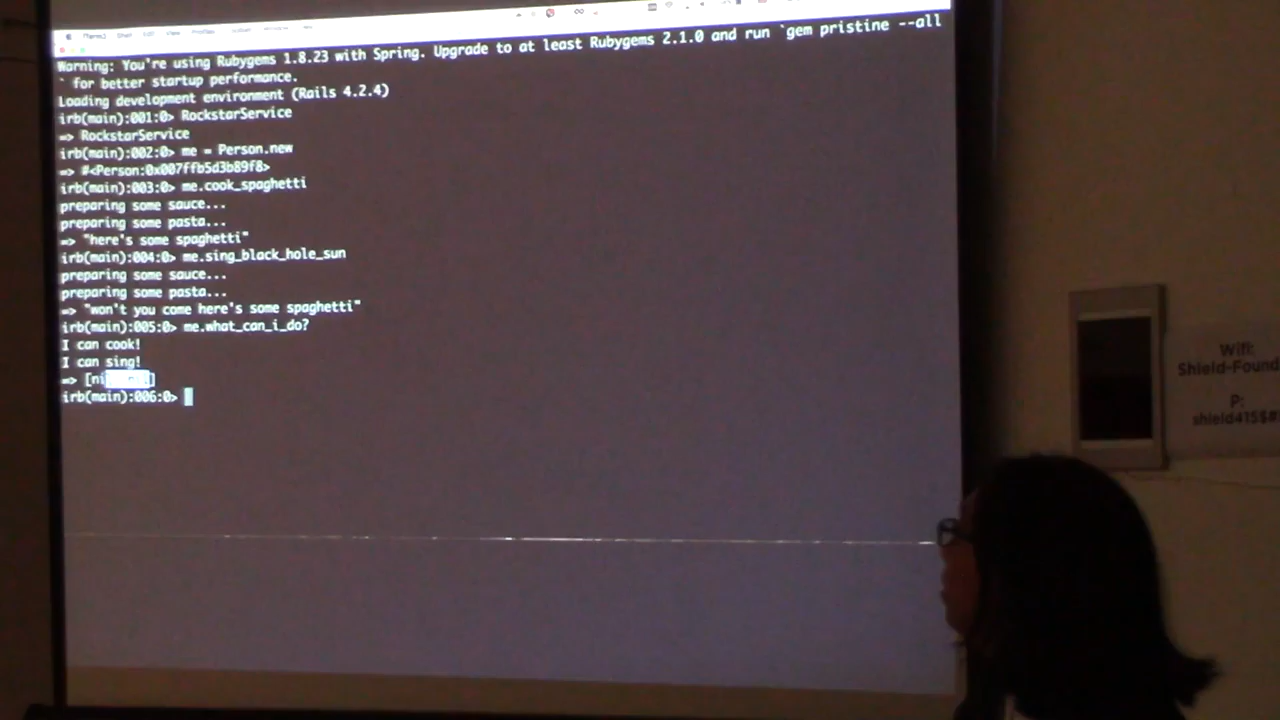 Warning: You're using Rubygems 1.8.23 with Spring. Upgrade to at least Rubygems 2.1.0 and run `gem pristine --all
` for better startup performance.
Loading development environment (Rails 4.2.4)
irb(main):001:0> RockstarService
=> RockstarService
irb(main):002:0> me = Person.new
=> #<Person:0x007ffb5d3b89f8>
irb(main):003:0> me.cook_spaghetti
preparing some sauce...
preparing some pasta...
=> "here's some spaghetti"
irb(main):004:0> me.sing_black_hole_sun
preparing some sauce...
preparing some pasta...
=> "won't you come here's some spaghetti"
irb(main):005:0> me.what_can_i_do?
I can cook!
I can sing!
=> [ni
irb(main):006:0>
Wifi:
Shield-Found
P:
shield415$#